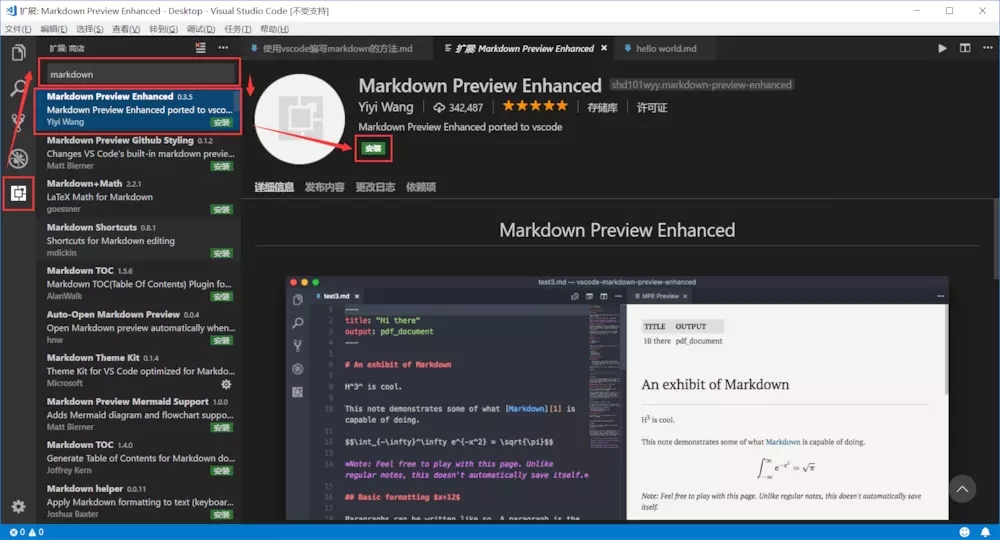 扩展: Markdown Preview Enhanced - Desktop - Visual Studio Code [不受支持]
文件(F) 编辑(E) 选择(S) 查看(V) 转到(G) 调试(D) 任务(T) 帮助(H)
扩展: 商店
markdown
Markdown Preview Enhanced 0.3.5
Markdown Preview Enhanced ported to vsco...
Yiyi Wang 安装
Markdown Preview Github Styling 0.1.2
Changes VS Code's built-in markdown previe...
Matt Bierner 安装
Markdown+Math 2.2.1
LaTeX Math for Markdown
goessner 安装
Markdown Shortcuts 0.8.1
Shortcuts for Markdown editing
mdickin 安装
Markdown TOC 1.5.6
Markdown TOC(Table Of Contents) Plugin fo...
AlanWalk 安装
Auto-Open Markdown Preview 0.0.4
Open Markdown preview automatically when...
hnw 安装
Markdown Theme Kit 0.1.4
Theme Kit for VS Code optimized for Markdo...
Microsoft
Markdown Preview Mermaid Support 1.0.0
Adds Mermaid diagram and flowchart suppo...
Matt Bierner 安装
Markdown TOC 1.4.0
Generate Table of Contents for Markdown do...
Joffrey Kern 安装
Markdown helper 0.0.11
Apply Markdown formatting to text (keyboar...
Joshua Baxter 安装
使用vscode编写markdown的方法.md 扩展: Markdown Preview Enhanced hello world.md
Markdown Preview Enhanced shd101wyy.markdown-preview-enhanced
Yiyi Wang 342,487 存储库 许可证
Markdown Preview Enhanced ported to vscode
安装
详细信息 发布内容 更改日志 依赖项
Markdown Preview Enhanced
test3.md — vscode-markdown-preview-enhanced
test3.md
1 ---
2 title: "Hi there"
3 output: pdf_document
4 ---
5
6 # An exhibit of Markdown
7
8 H^3^ is cool.
9
10 This note demonstrates some of what [Markdown][1] is
capable of doing.
11
12 $$\int_{-\infty}^\infty e^{-x^2} = \sqrt{\pi}$$
13
14 *Note: Feel free to play with this page. Unlike
regular notes, this doesn't automatically save itself.*
15
16 ## Basic formatting $x+12$
17
18 Paragraphs can be written like so. A paragraph is the
MPE Preview
TITLE OUTPUT
Hi there pdf_document
An exhibit of Markdown
H³ is cool.
This note demonstrates some of what Markdown is capable of doing.
∫_{-∞}^{∞} e^{-x²} = √π
Note: Feel free to play with this page. Unlike regular notes, this doesn't automatically save
itself.
0 0